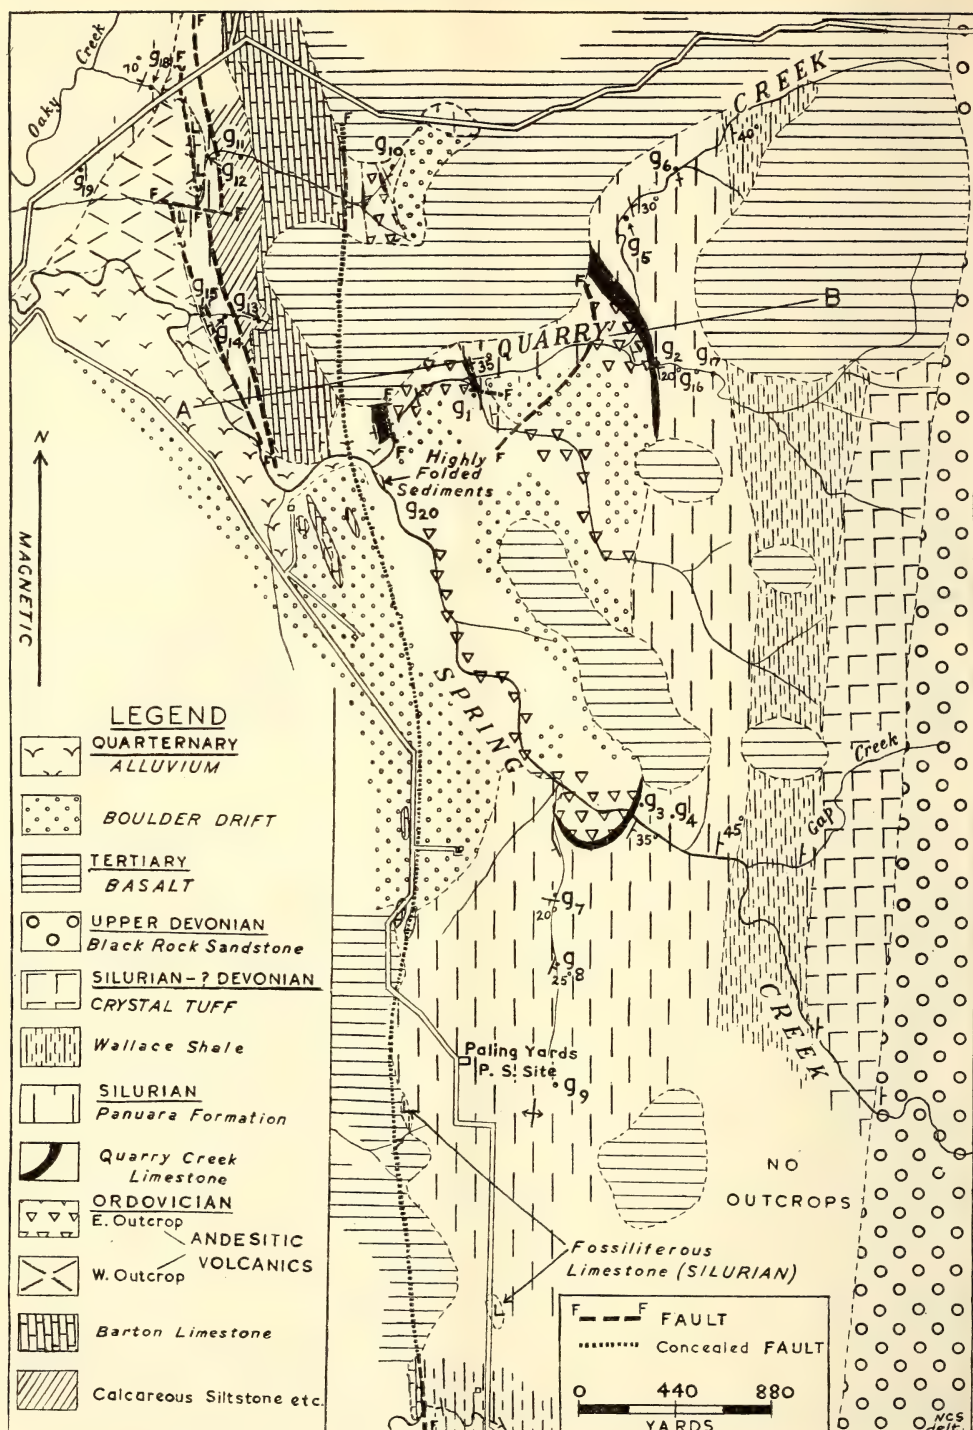 Oaky Creek
70°
g18
F
F
CREEK
40°
g11
g12
g10
g19
g6
30°
g5
L
F
L
F
F
g15
g13
g14
F
B
QUARRY
35°
g2
g17
20°
g16
A
F
g1
F
F
F
F
Highly
Folded
Sediments
g20
N
MAGNETIC
SPRING
Creek
Gap
g3
g4
35°
45°
g7
20°
g8
25°
CREEK
Paling Yards
P. S. Site
g9
NO
OUTCROPS
Fossiliferous
Limestone (SILURIAN)
L
F
LEGEND
QUARTERNARY
ALLUVIUM
BOULDER DRIFT
TERTIARY
BASALT
UPPER DEVONIAN
Black Rock Sandstone
SILURIAN-? DEVONIAN
CRYSTAL TUFF
Wallace Shale
SILURIAN
Panuara Formation
Quarry Creek
Limestone
ORDOVICIAN
E. Outcrop
ANDESITIC
VOLCANICS
W. Outcrop
Barton Limestone
Calcareous Siltstone etc.
F F FAULT
Concealed FAULT
0 440 880
YARDS
NCS
delt.